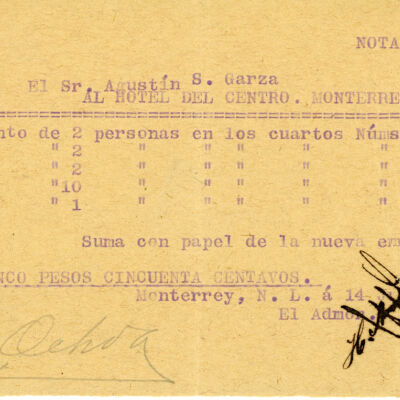 NOTA
El Sr. Agustín S. Garza
AL HOTEL DEL CENTRO. MONTERRE
nto de 2 personas en los cuartos Núms
" 2 " " " "
" 2 " " " "
" 10 " " " "
" 1 " " " "
Suma con papel de la nueva em
NCO PESOS CINCUENTA CENTAVOS.
Monterrey, N. L. á 14
El Admon.
Ochoa